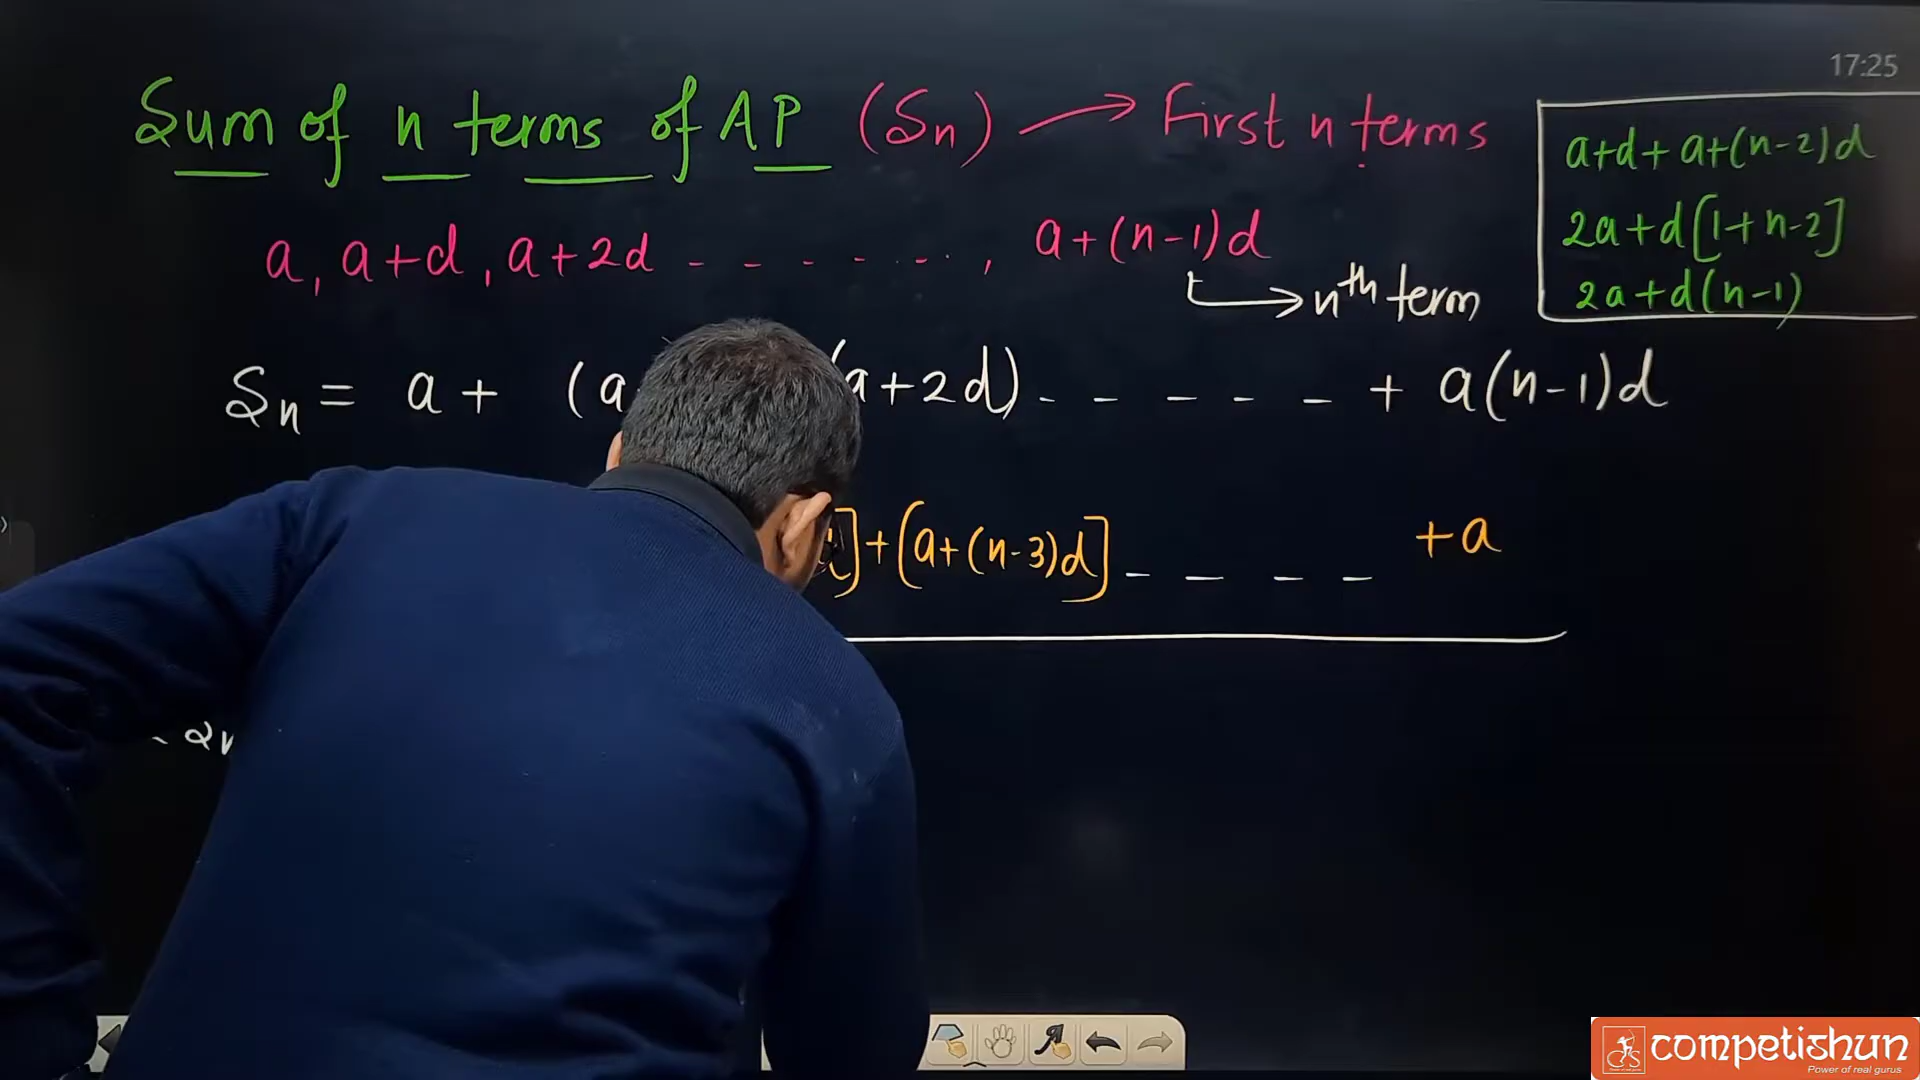 17:25
Sum of n terms of AP (Sn) → First n terms
a, a+d, a+2d - - - - - - - , a+(n-1)d
→ nth term
a+d+a+(n-2)d
2a+d[1+n-2]
2a+d(n-1)
Sn = a + (a a+2d) - - - - - + a(n-1)d
] + [a+(n-3)d] - - - - + a
competishun
Power of real gurus